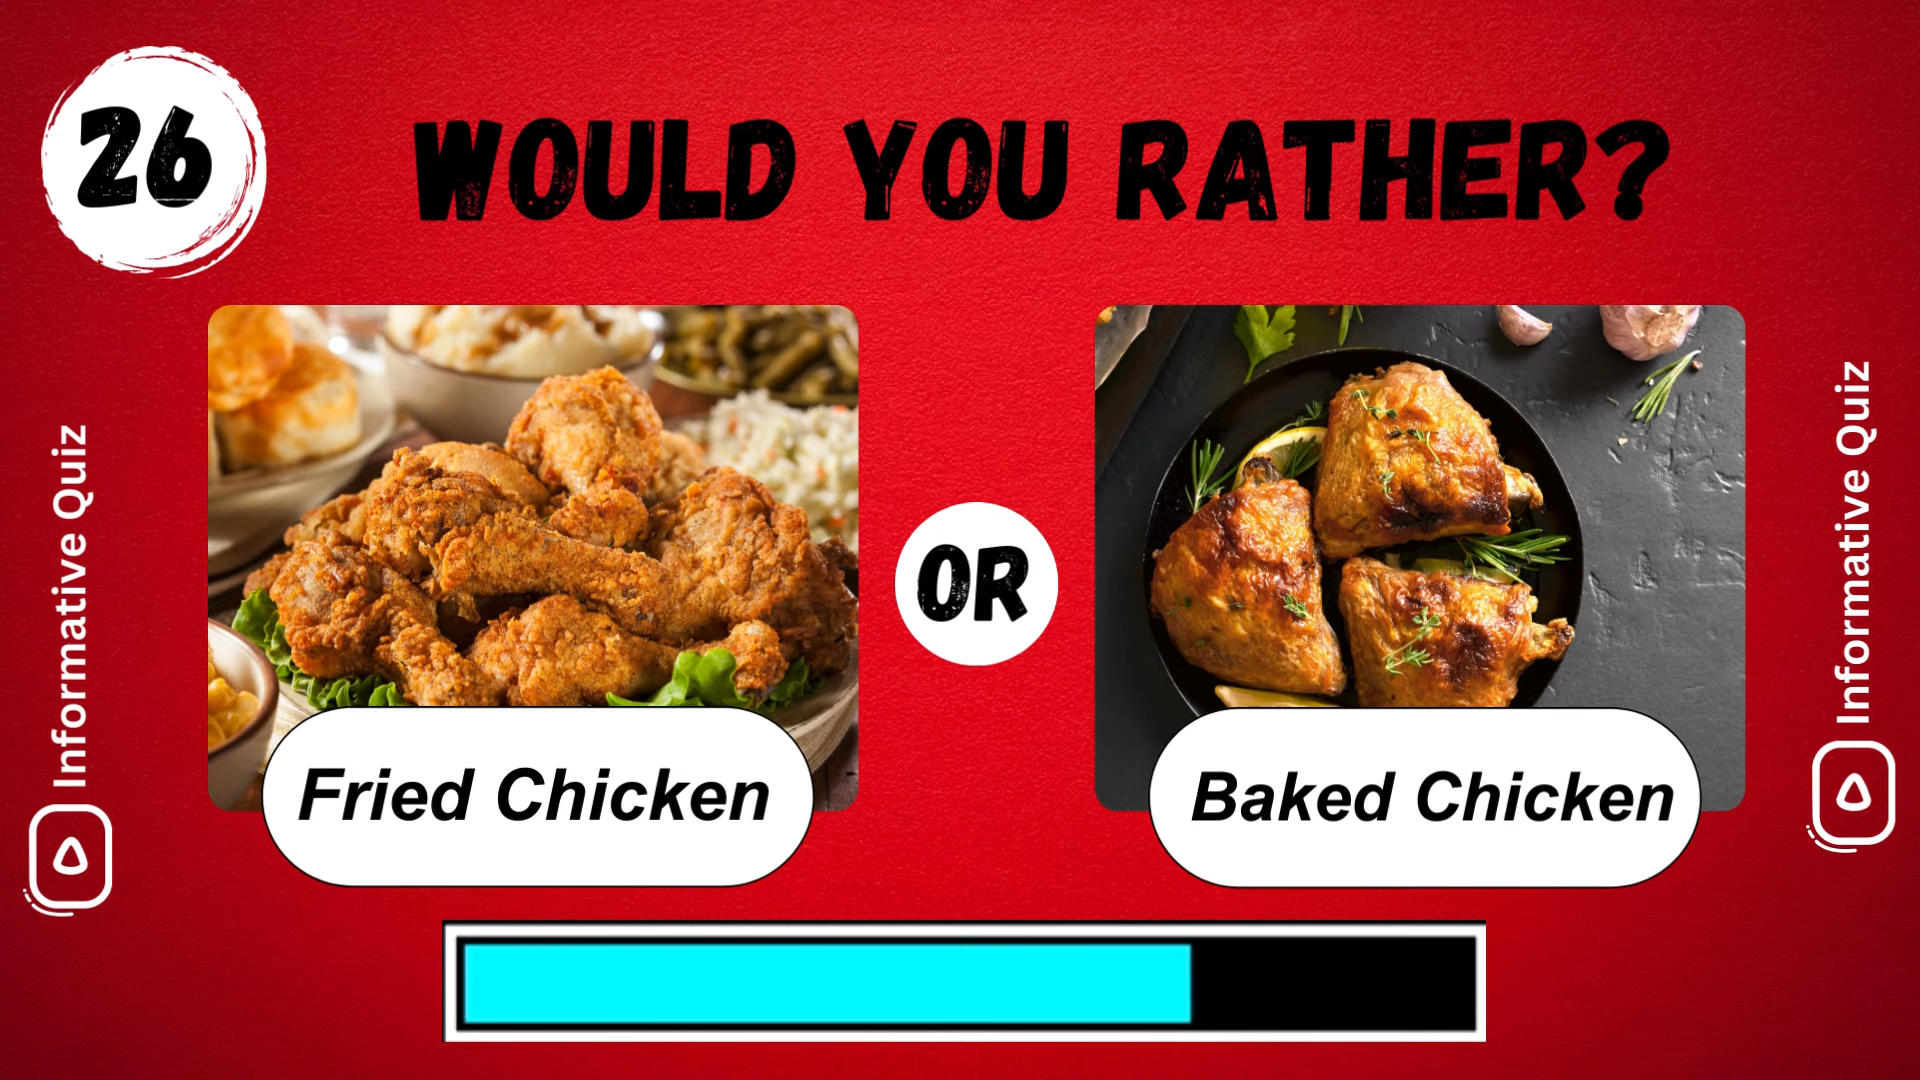 26
WOULD YOU RATHER?
Informative Quiz
OR
Informative Quiz
Fried Chicken
Baked Chicken